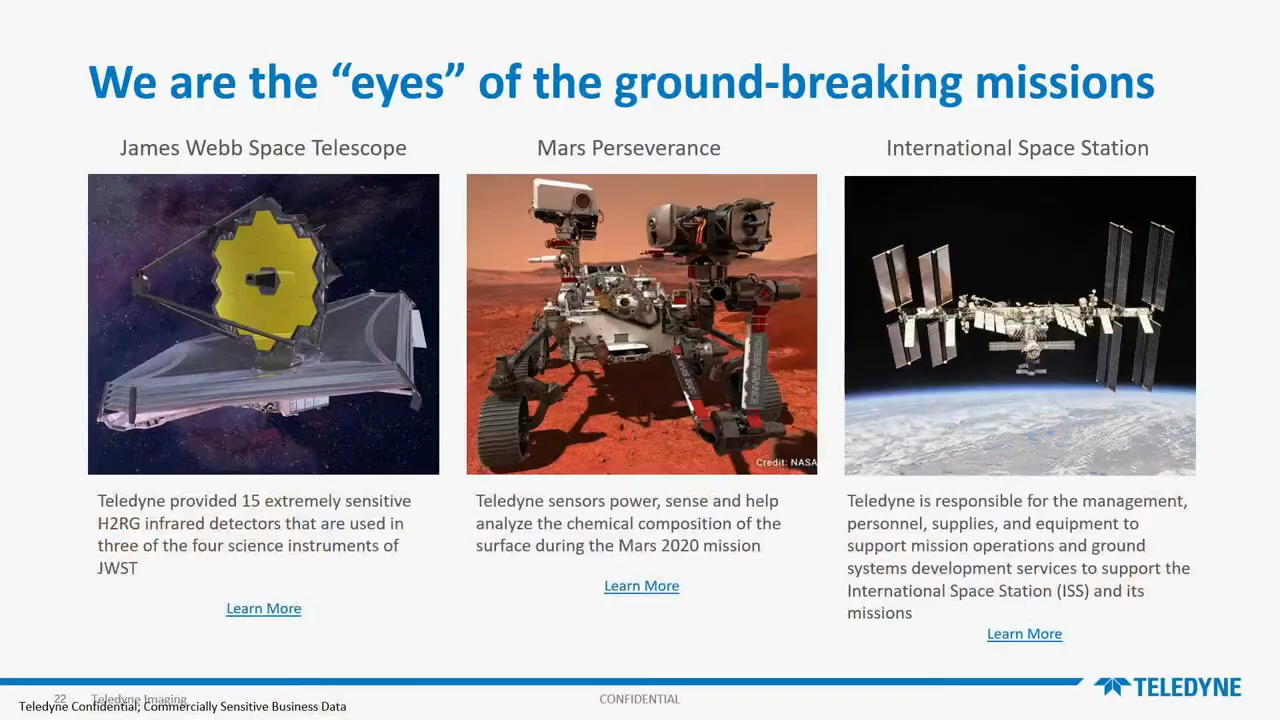 We are the “eyes” of the ground-breaking missions
James Webb Space Telescope
Teledyne provided 15 extremely sensitive
H2RG infrared detectors that are used in
three of the four science instruments of
JWST
Learn More
Mars Perseverance
Credit: NASA
Teledyne sensors power, sense and help
analyze the chemical composition of the
surface during the Mars 2020 mission
Learn More
International Space Station
Teledyne is responsible for the management,
personnel, supplies, and equipment to
support mission operations and ground
systems development services to support the
International Space Station (ISS) and its
missions
Learn More
22 Teledyne Imaging
CONFIDENTIAL
TELEDYNE
Teledyne Confidential; Commercially Sensitive Business Data